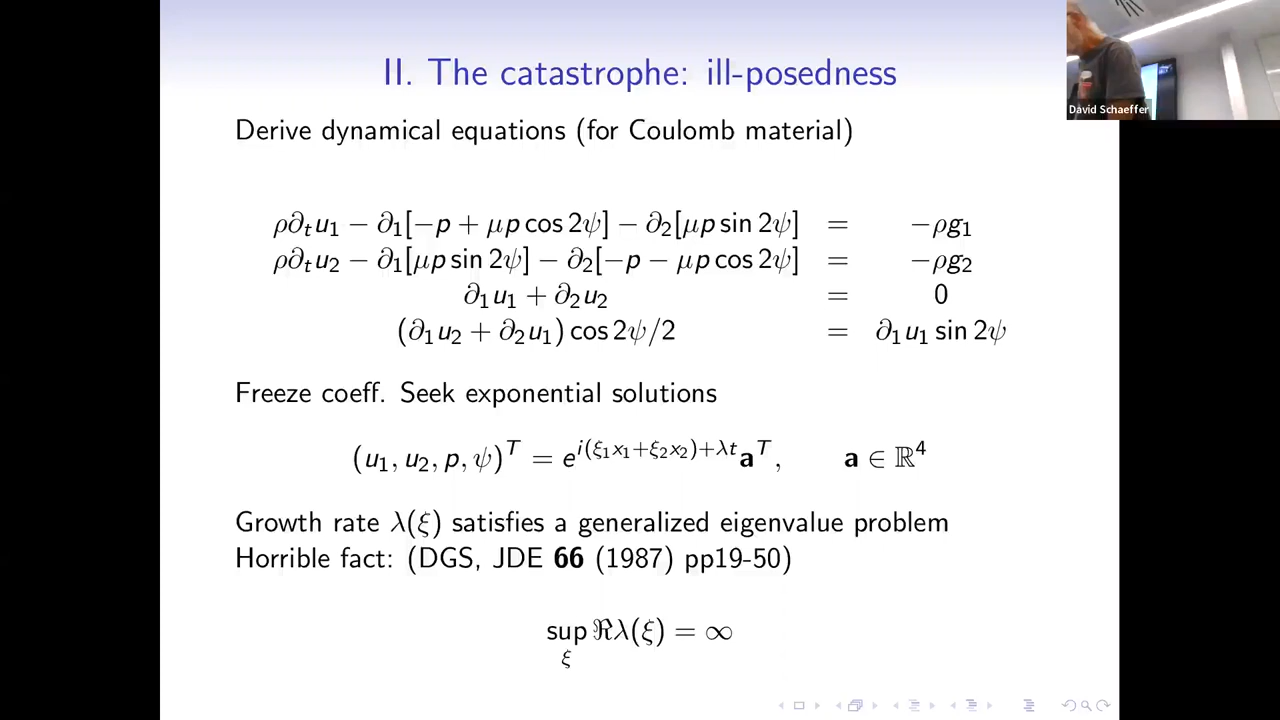 II. The catastrophe: ill-posedness
David Schaeffer
Derive dynamical equations (for Coulomb material)
ρ∂ₜu₁ − ∂₁[−p + μp cos 2ψ] − ∂₂[μp sin 2ψ] = −ρg₁
ρ∂ₜu₂ − ∂₁[μp sin 2ψ] − ∂₂[−p − μp cos 2ψ] = −ρg₂
∂₁u₁ + ∂₂u₂ = 0
(∂₁u₂ + ∂₂u₁) cos 2ψ/2 = ∂₁u₁ sin 2ψ
Freeze coeff. Seek exponential solutions
(u₁, u₂, p, ψ)ᵀ = e^{i(ξ₁x₁+ξ₂x₂)+λt}aᵀ, a ∈ ℝ⁴
Growth rate λ(ξ) satisfies a generalized eigenvalue problem
Horrible fact: (DGS, JDE 66 (1987) pp19-50)
sup ℜλ(ξ) = ∞
ξ